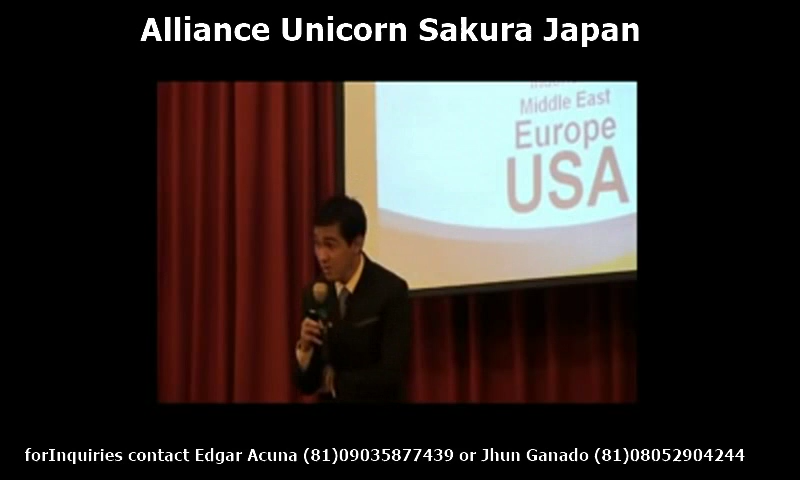 Alliance Unicorn Sakura Japan
Middle East
Europe
USA
forInquiries contact Edgar Acuna (81)09035877439 or Jhun Ganado (81)08052904244